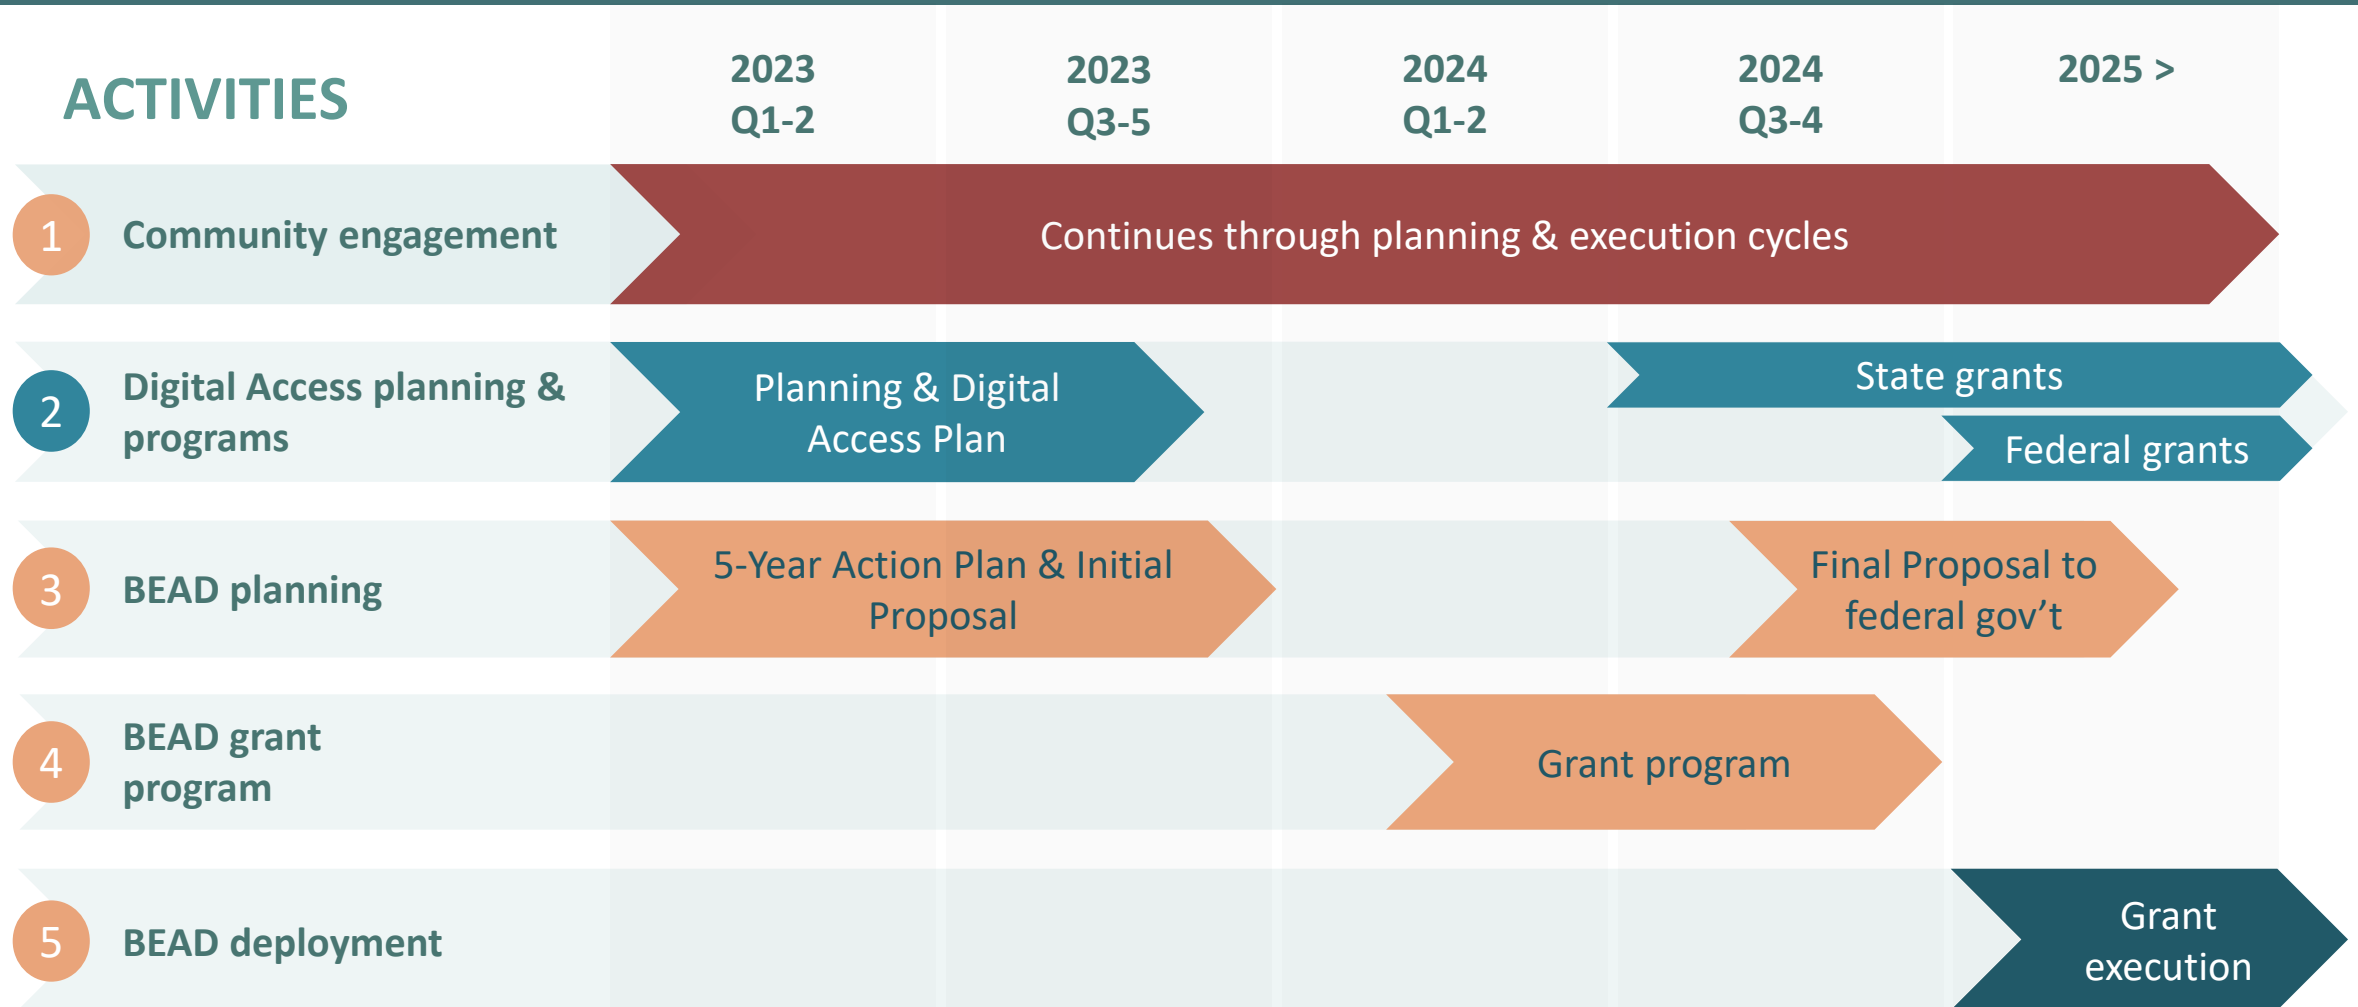 ACTIVITIES
2023
Q1-2
2023
Q3-5
2024
Q1-2
2024
Q3-4
2025 >
1
Community engagement
Continues through planning & execution cycles
2
Digital Access planning &
programs
Planning & Digital
Access Plan
State grants
Federal grants
3
BEAD planning
5-Year Action Plan & Initial
Proposal
Final Proposal to
federal gov’t
4
BEAD grant
program
Grant program
5
BEAD deployment
Grant
execution